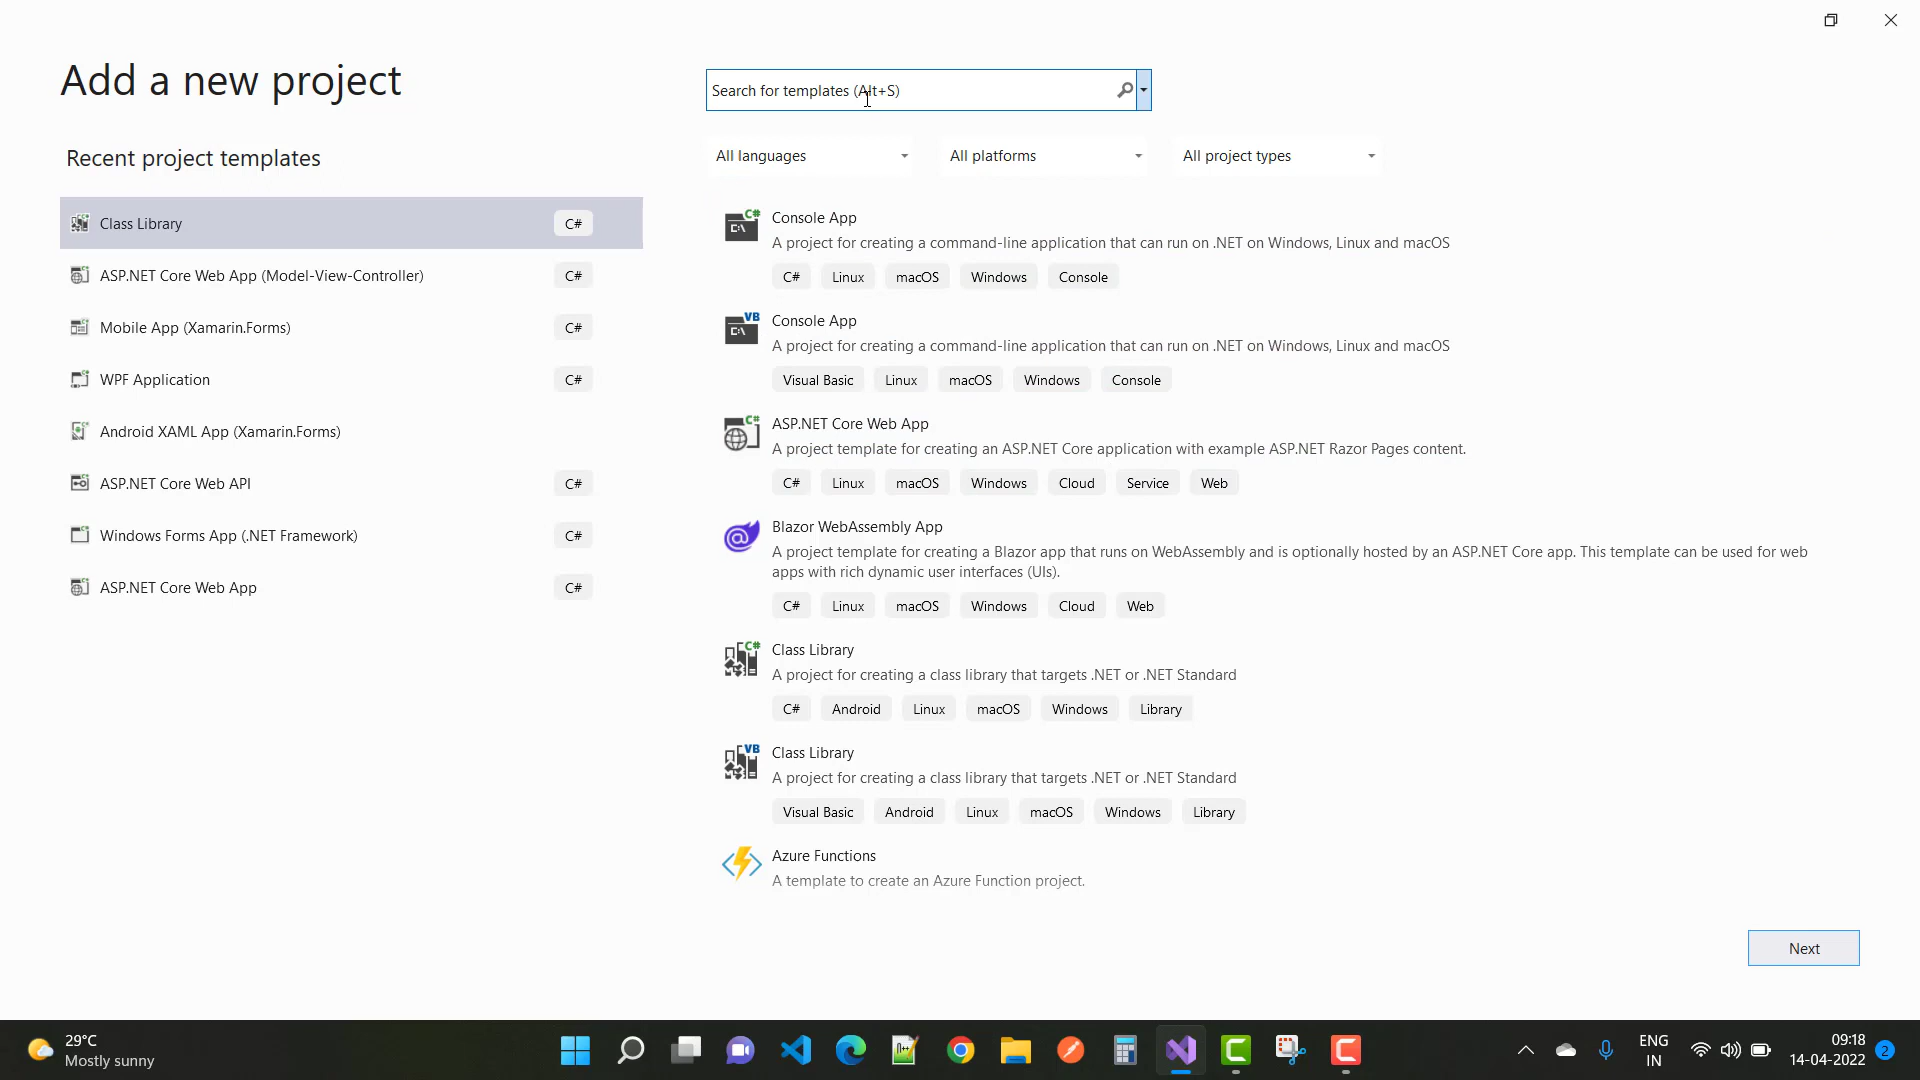 Add a new project
Search for templates (Alt+S)
Recent project templates
All languages
All platforms
All project types
Class Library C#
ASP.NET Core Web App (Model-View-Controller) C#
Mobile App (Xamarin.Forms) C#
WPF Application C#
Android XAML App (Xamarin.Forms)
ASP.NET Core Web API C#
Windows Forms App (.NET Framework) C#
ASP.NET Core Web App C#
C#
Console App
A project for creating a command-line application that can run on .NET on Windows, Linux and macOS
C# Linux macOS Windows Console
VB
Console App
A project for creating a command-line application that can run on .NET on Windows, Linux and macOS
Visual Basic Linux macOS Windows Console
C#
ASP.NET Core Web App
A project template for creating an ASP.NET Core application with example ASP.NET Razor Pages content.
C# Linux macOS Windows Cloud Service Web
Blazor WebAssembly App
A project template for creating a Blazor app that runs on WebAssembly and is optionally hosted by an ASP.NET Core app. This template can be used for web
apps with rich dynamic user interfaces (UIs).
C# Linux macOS Windows Cloud Web
C#
Class Library
A project for creating a class library that targets .NET or .NET Standard
C# Android Linux macOS Windows Library
VB
Class Library
A project for creating a class library that targets .NET or .NET Standard
Visual Basic Android Linux macOS Windows Library
Azure Functions
A template to create an Azure Function project.
Next
29°C
Mostly sunny
ENG
IN
09:18
14-04-2022
2